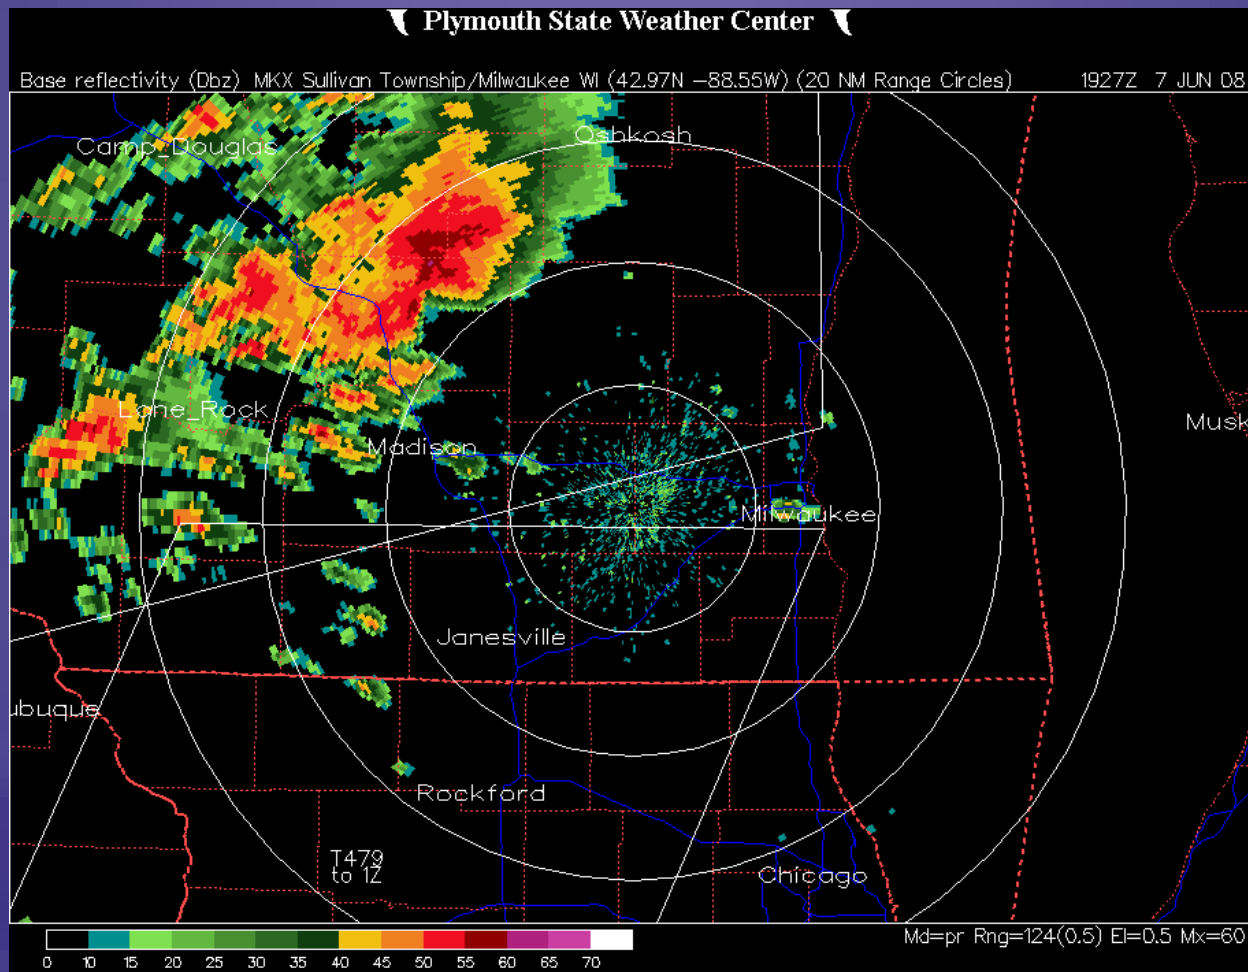 Plymouth State Weather Center
Base reflectivity (Dbz) MKX Sullivan Township/Milwaukee WI (42.97N -88.55W) (20 NM Range Circles) 1927Z 7 JUN 08
Oshkosh
Camp_Douglas
Lone_Rock
Musk
Madison
Milwaukee
Janesville
ubuque
Rockford
T479
to 1Z
Chicago
Md=pr Rng=124(0.5) El=0.5 Mx=60
0 10 15 20 25 30 35 40 45 50 55 60 65 70